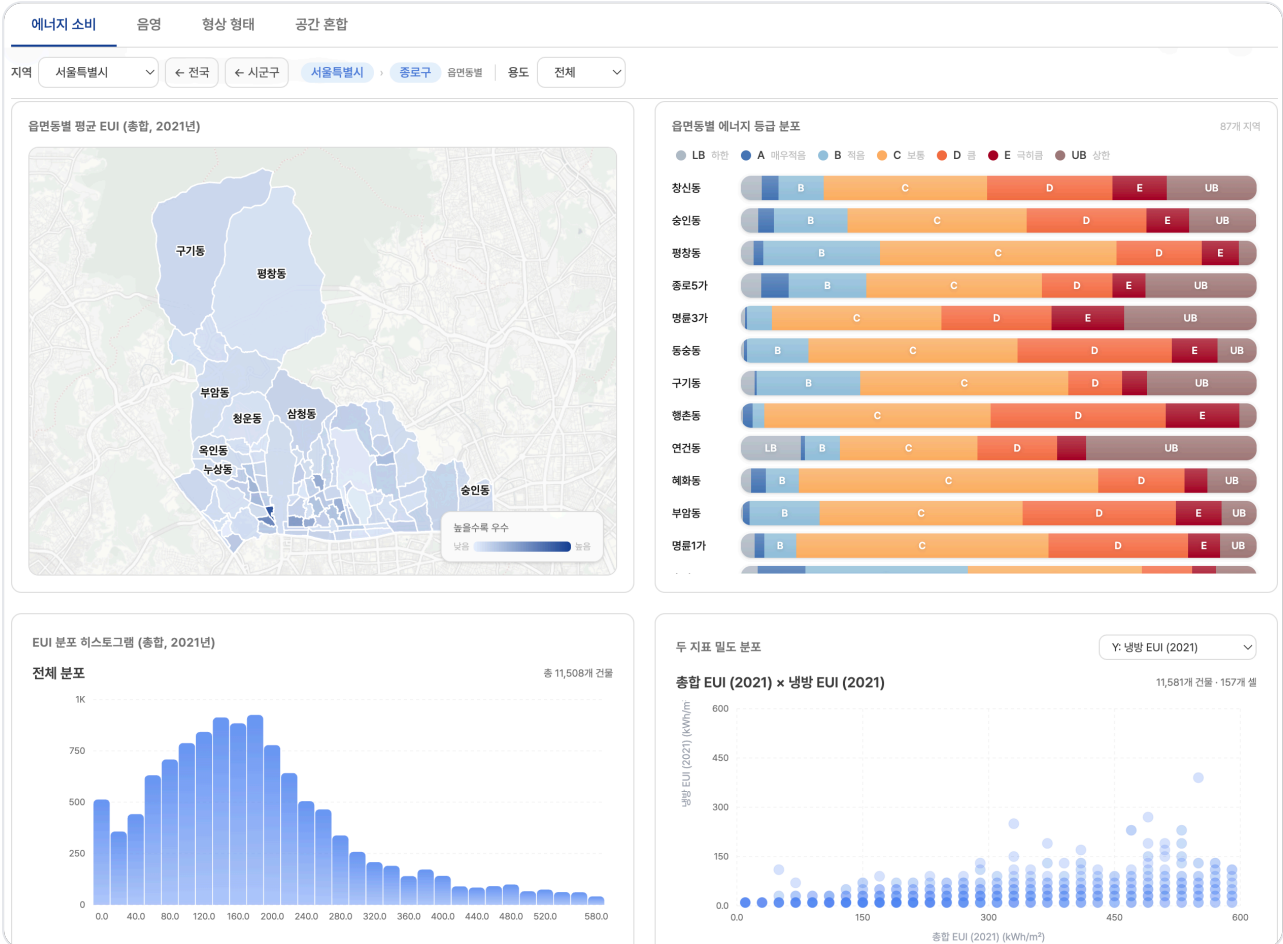 에너지 소비 음영 형상 형태 공간 혼합
지역 서울특별시 ← 전국 ← 시군구 서울특별시 › 종로구 읍면동별 용도 전체
읍면동별 평균 EUI (총합, 2021년)
구기동
평창동
부암동
청운동
삼청동
옥인동
누상동
숭인동
높을수록 우수
낮음 높음
읍면동별 에너지 등급 분포 87개 지역
LB 하한 A 매우적음 B 적음 C 보통 D 큼 E 극히큼 UB 상한
창신동 B C D E UB
숭인동 B C D E UB
평창동 B C D E
종로5가 B C D E UB
명륜3가 C D E UB
동숭동 B C D E UB
구기동 B C D UB
행촌동 C D E
연건동 LB B C D UB
혜화동 B C D UB
부암동 B C D E UB
명륜1가 B C D E UB
EUI 분포 히스토그램 (총합, 2021년)
전체 분포 총 11,508개 건물
1K
750
500
250
0
0.0 40.0 80.0 120.0 160.0 200.0 240.0 280.0 320.0 360.0 400.0 440.0 480.0 520.0 580.0
두 지표 밀도 분포 Y: 냉방 EUI (2021)
총합 EUI (2021) × 냉방 EUI (2021) 11,581개 건물 · 157개 셀
냉방 EUI (2021) (kWh/m
600
450
300
150
0.0
0.0 150 300 450 600
총합 EUI (2021) (kWh/m²)